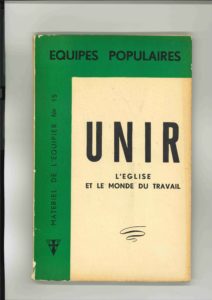 EQUIPES POPULAIRES
MATERIEL DE L'EQUIPIER No 15
UNIR
L'EGLISE
ET LE MONDE DU TRAVAIL